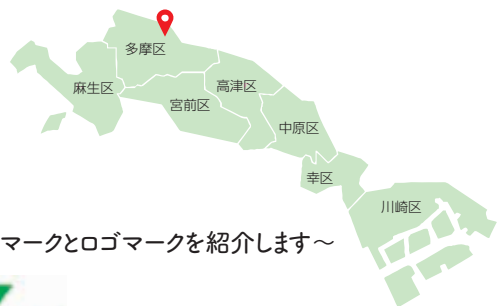 多摩区
麻生区
高津区
宮前区
中原区
幸区
川崎区
マークとロゴマークを紹介します～